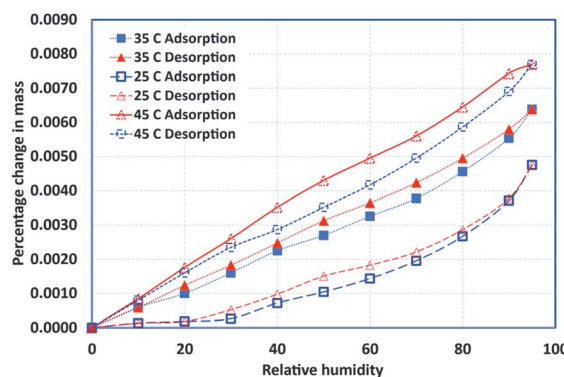 0.0090
0.0080
0.0070
0.0060
0.0050
0.0040
0.0030
0.0020
0.0010
0.0000
Percentage change in mass
35 C Adsorption
35 C Desorption
25 C Adsorption
25 C Desorption
45 C Adsorption
45 C Desorption
0 20 40 60 80 100
Relative humidity